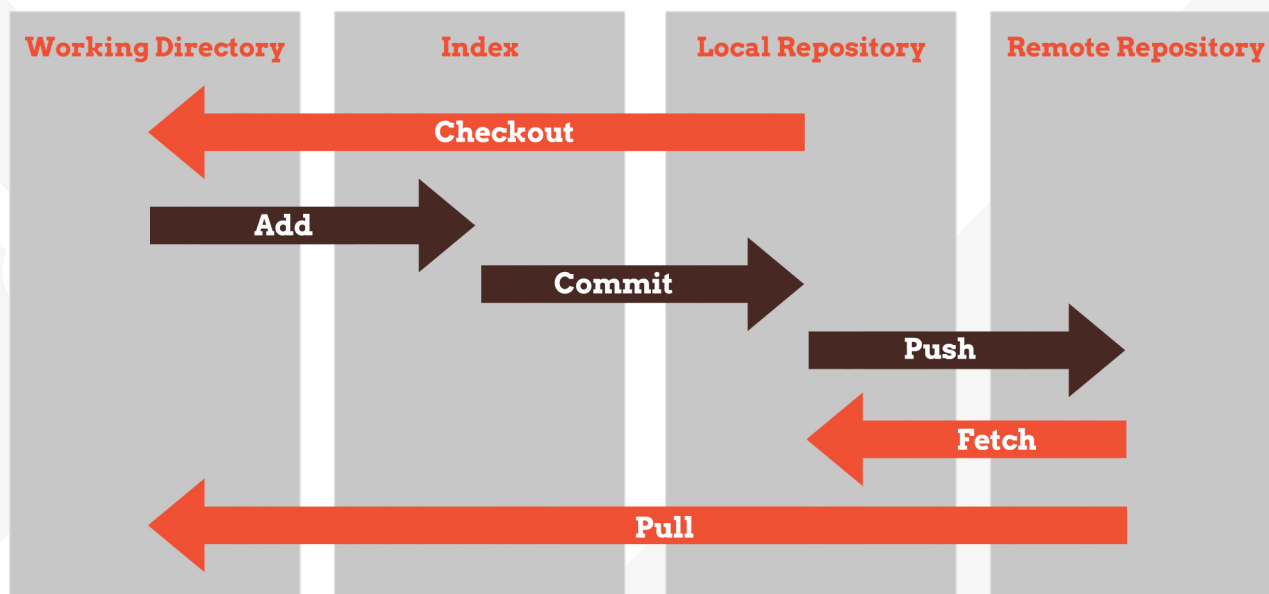 Working Directory
Index
Local Repository
Remote Repository
Checkout
Add
Commit
Push
Fetch
Pull